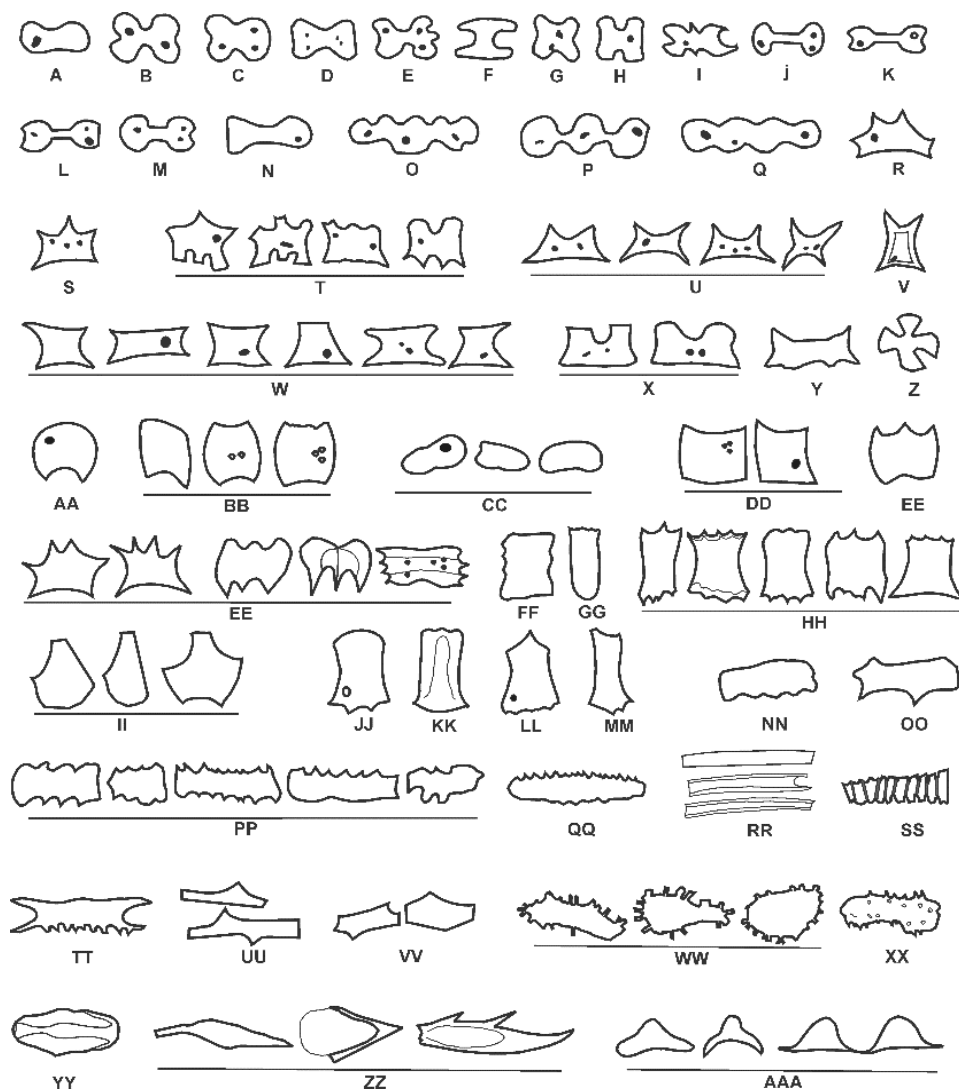 A B C D E F G H I j K
L M N O P Q R
S T U V
W X Y Z
AA BB CC DD EE
EE FF GG HH
II JJ KK LL MM NN OO
PP QQ RR SS
TT UU VV WW XX
YY ZZ AAA